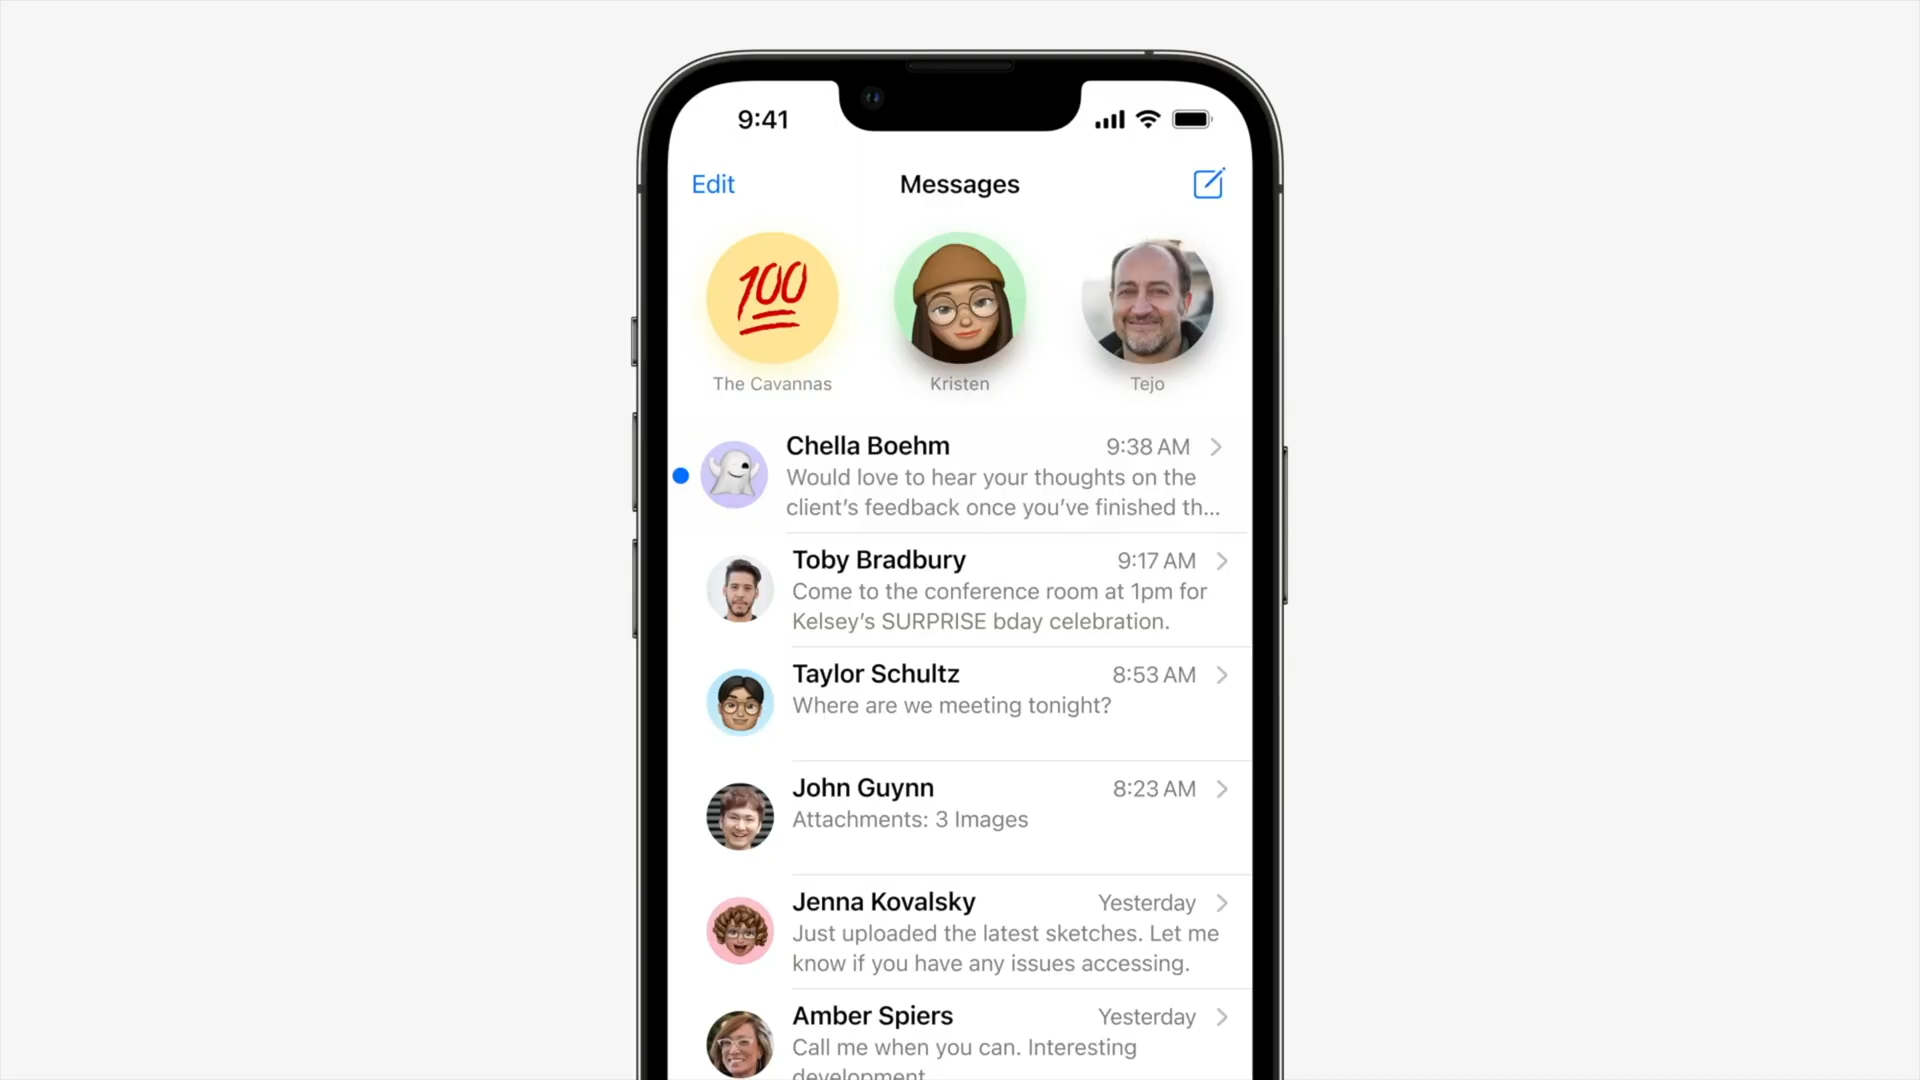 9:41
Edit
Messages
100
The Cavannas
Kristen
Tejo
Chella Boehm
9:38 AM
Would love to hear your thoughts on the
client’s feedback once you’ve finished th...
Toby Bradbury
9:17 AM
Come to the conference room at 1pm for
Kelsey’s SURPRISE bday celebration.
Taylor Schultz
8:53 AM
Where are we meeting tonight?
John Guynn
8:23 AM
Attachments: 3 Images
Jenna Kovalsky
Yesterday
Just uploaded the latest sketches. Let me
know if you have any issues accessing.
Amber Spiers
Yesterday
Call me when you can. Interesting
development